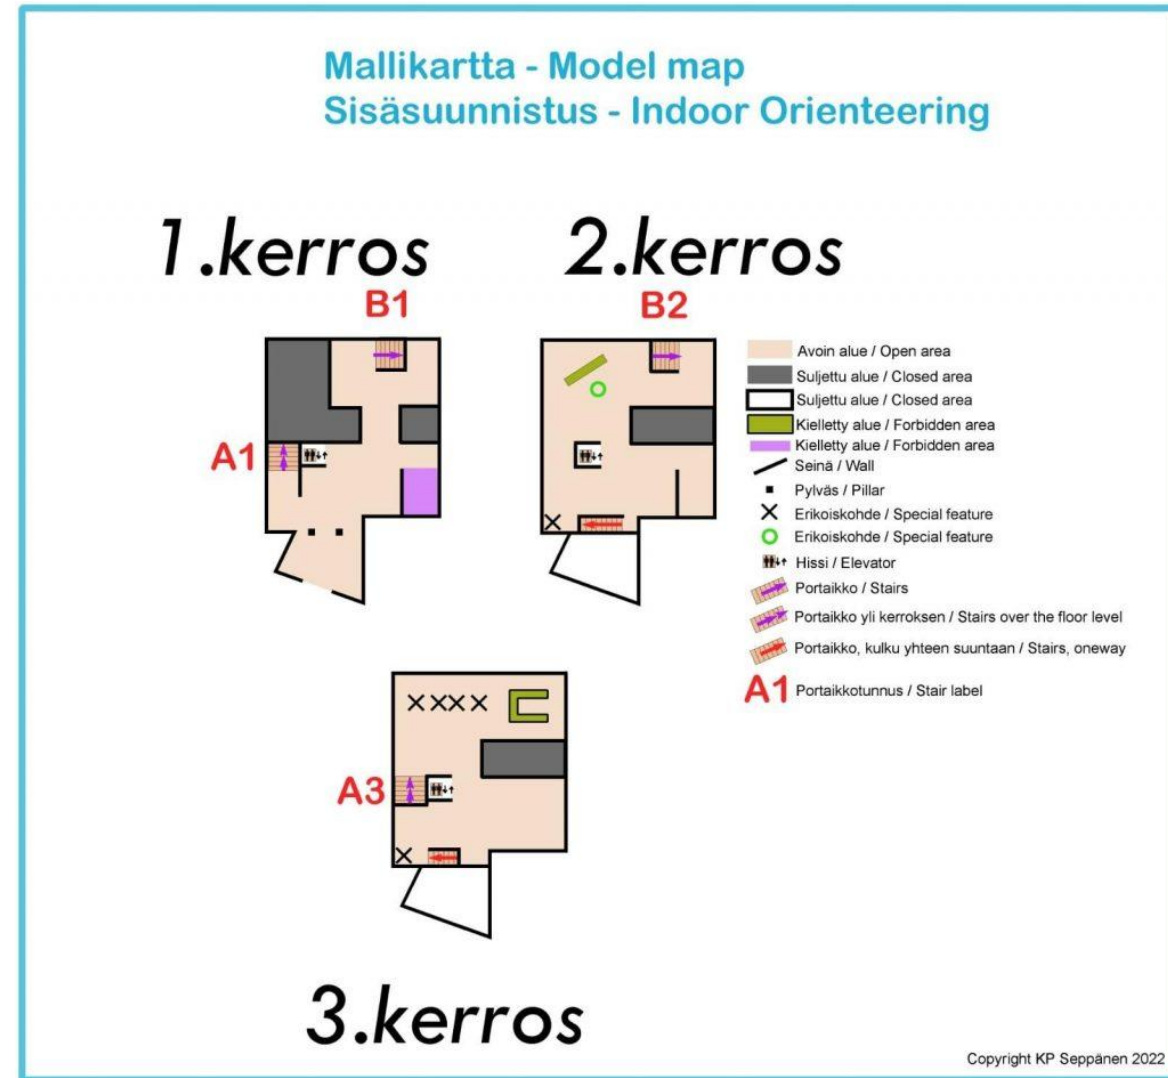 Mallikartta - Model map
Sisäsuunnistus - Indoor Orienteering
1.kerros
2.kerros
B1
B2
A1
Avoin alue / Open area
Suljettu alue / Closed area
Suljettu alue / Closed area
Kielletty alue / Forbidden area
Kielletty alue / Forbidden area
Seinä / Wall
Pylväs / Pillar
Erikoiskohde / Special feature
Erikoiskohde / Special feature
Hissi / Elevator
Portaikko / Stairs
Portaikko yli kerroksen / Stairs over the floor level
Portaikko, kulku yhteen suuntaan / Stairs, oneway
A1 Portaikkotunnus / Stair label
A3
3.kerros
Copyright KP Seppänen 2022